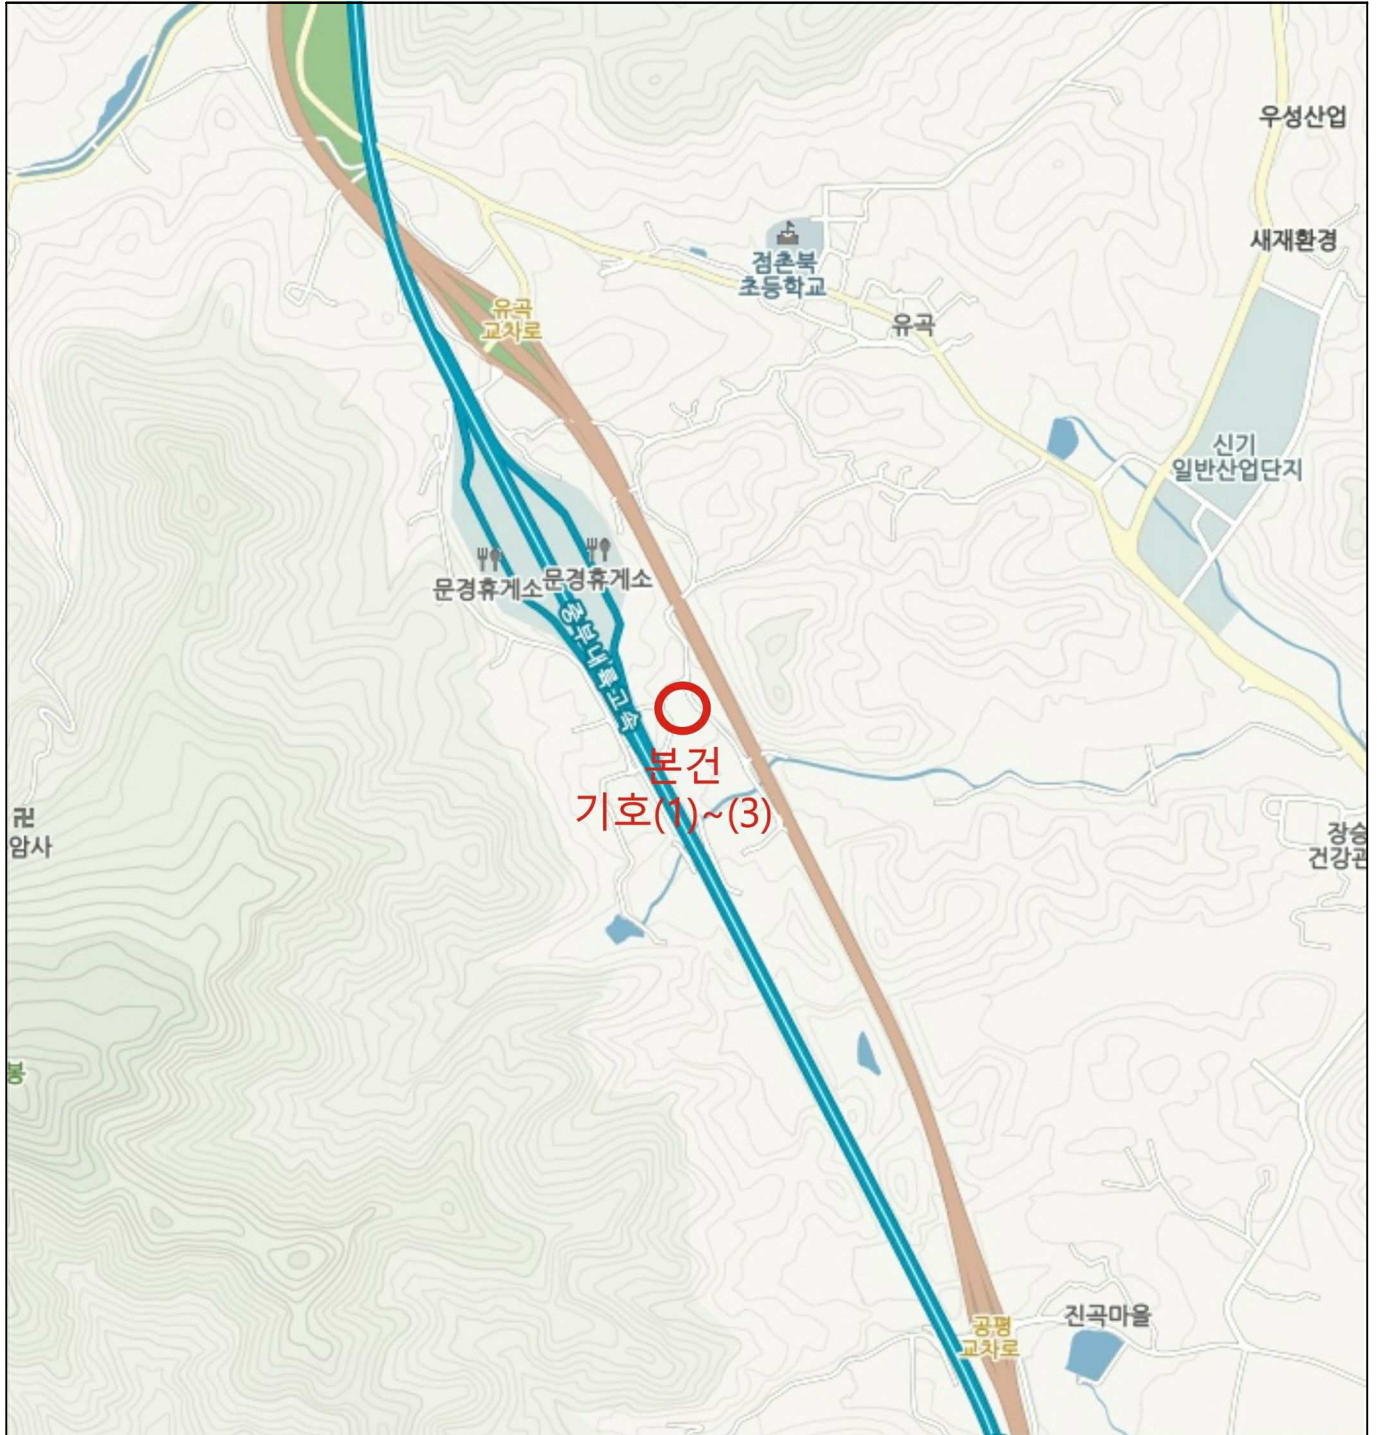 우성산업
새재환경
점촌북
초등학교
유곡
교차로
유곡
신기
일반산업단지
문경휴게소
문경휴게소
중부내륙고속
본건
기호(1)~(3)
卍
암사
장승
건강관
봉
진곡마을
공평
교차로